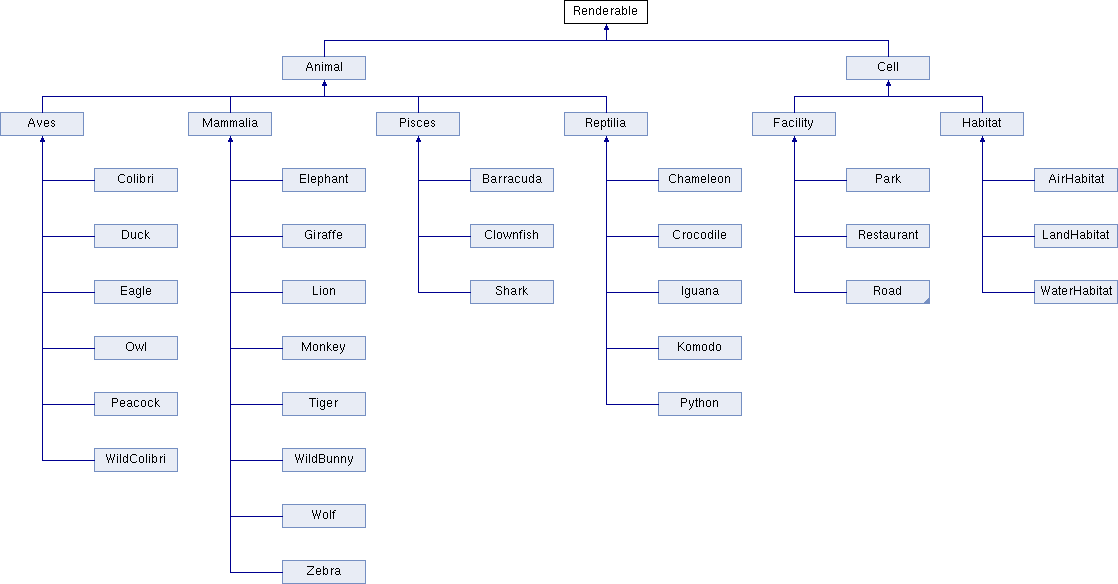 Renderable
Animal
Cell
Aves
Mammalia
Pisces
Reptilia
Facility
Habitat
Colibri
Elephant
Barracuda
Chameleon
Park
AirHabitat
Duck
Giraffe
Clownfish
Crocodile
Restaurant
LandHabitat
Eagle
Lion
Shark
Iguana
Road
WaterHabitat
Owl
Monkey
Komodo
Peacock
Tiger
Python
WildColibri
WildBunny
Wolf
Zebra